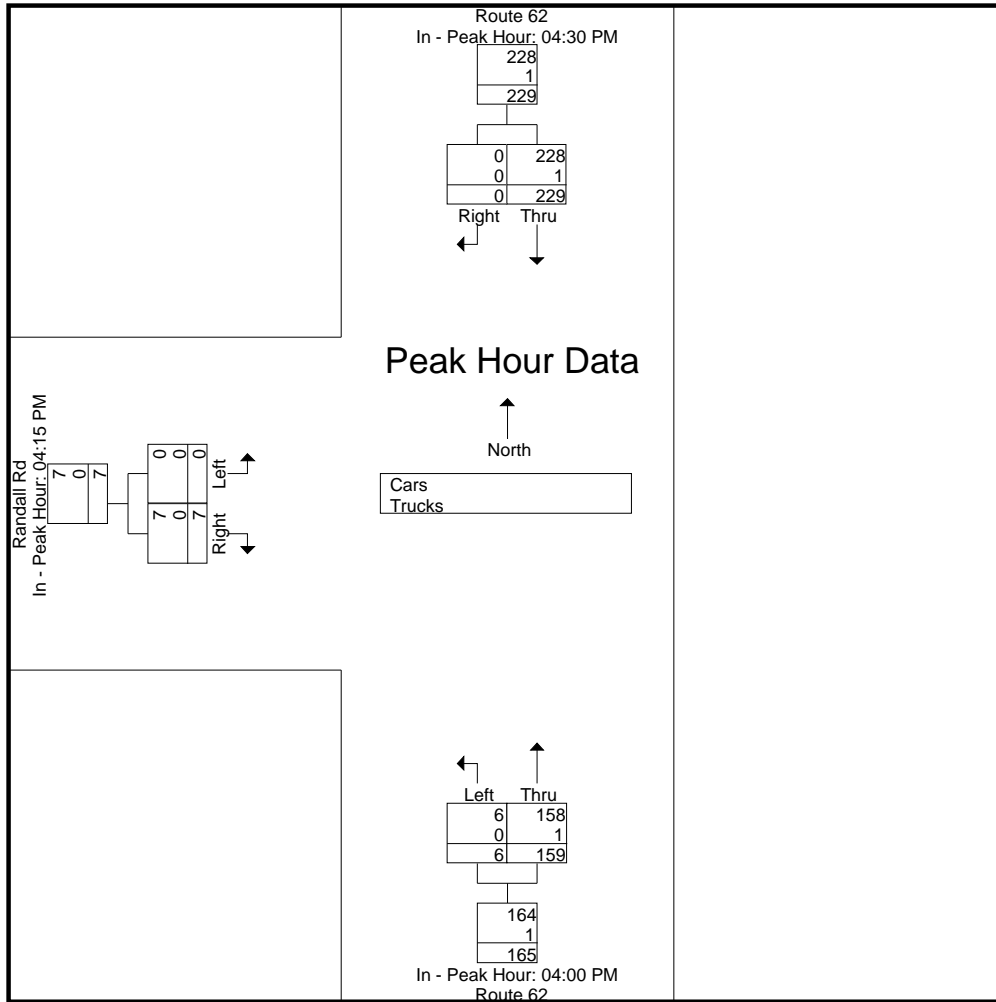 Route 62
In - Peak Hour: 04:30 PM
228
1
229
0 228
0 1
0 229
Right Thru
Peak Hour Data
North
Cars
Trucks
Randall Rd
In - Peak Hour: 04:15 PM
7
0
7
0 7
0 0
0 7
Left Right
Left Thru
6 158
0 1
6 159
164
1
165
In - Peak Hour: 04:00 PM
Route 62